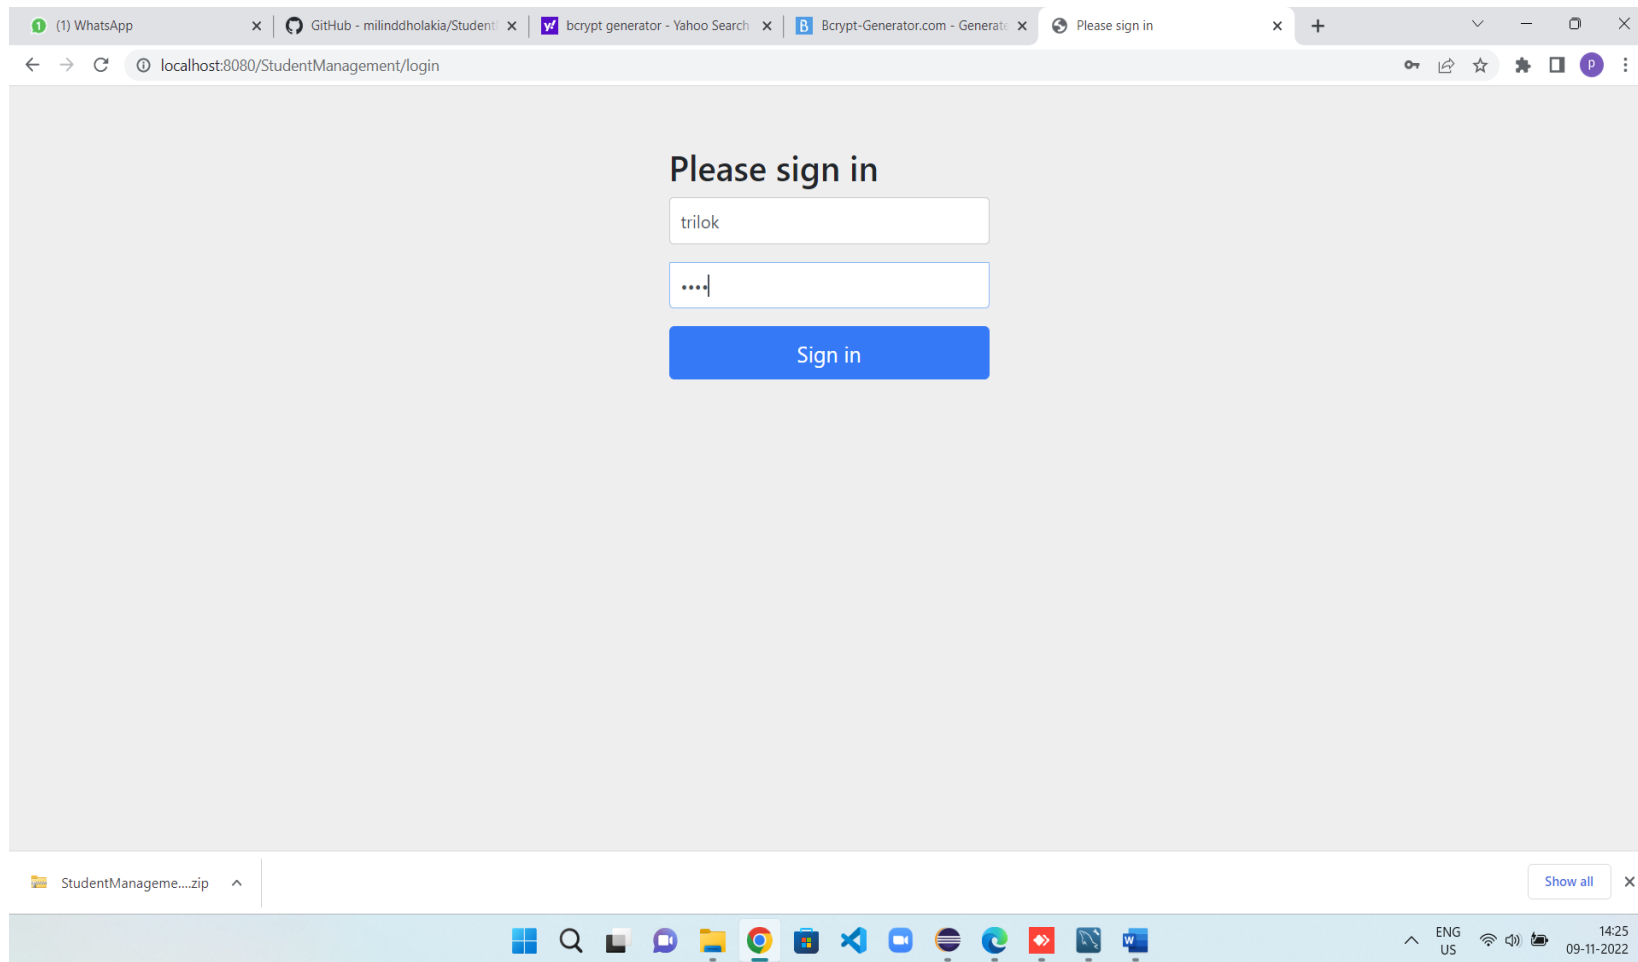 (1) WhatsApp
GitHub - milinddholakia/Student
bcrypt generator - Yahoo Search
Bcrypt-Generator.com - Generate
Please sign in
localhost:8080/StudentManagement/login
P
Please sign in
trilok
••••
Sign in
StudentManageme....zip
Show all
ENG
US
14:25
09-11-2022